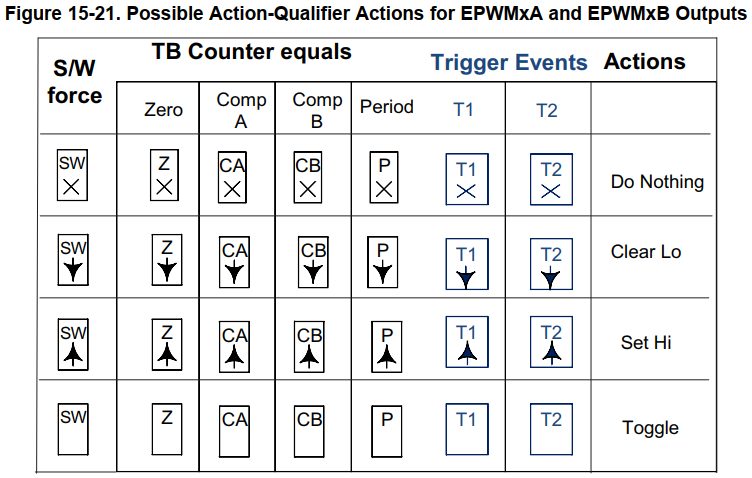 Figure 15-21. Possible Action-Qualifier Actions for EPWMxA and EPWMxB Outputs
S/W force
TB Counter equals
Trigger Events
Actions
Zero
Comp A
Comp B
Period
T1
T2
SW
Z
CA
CB
P
T1
T2
Do Nothing
SW
Z
CA
CB
P
T1
T2
Clear Lo
SW
Z
CA
CB
P
T1
T2
Set Hi
SW
Z
CA
CB
P
T1
T2
Toggle